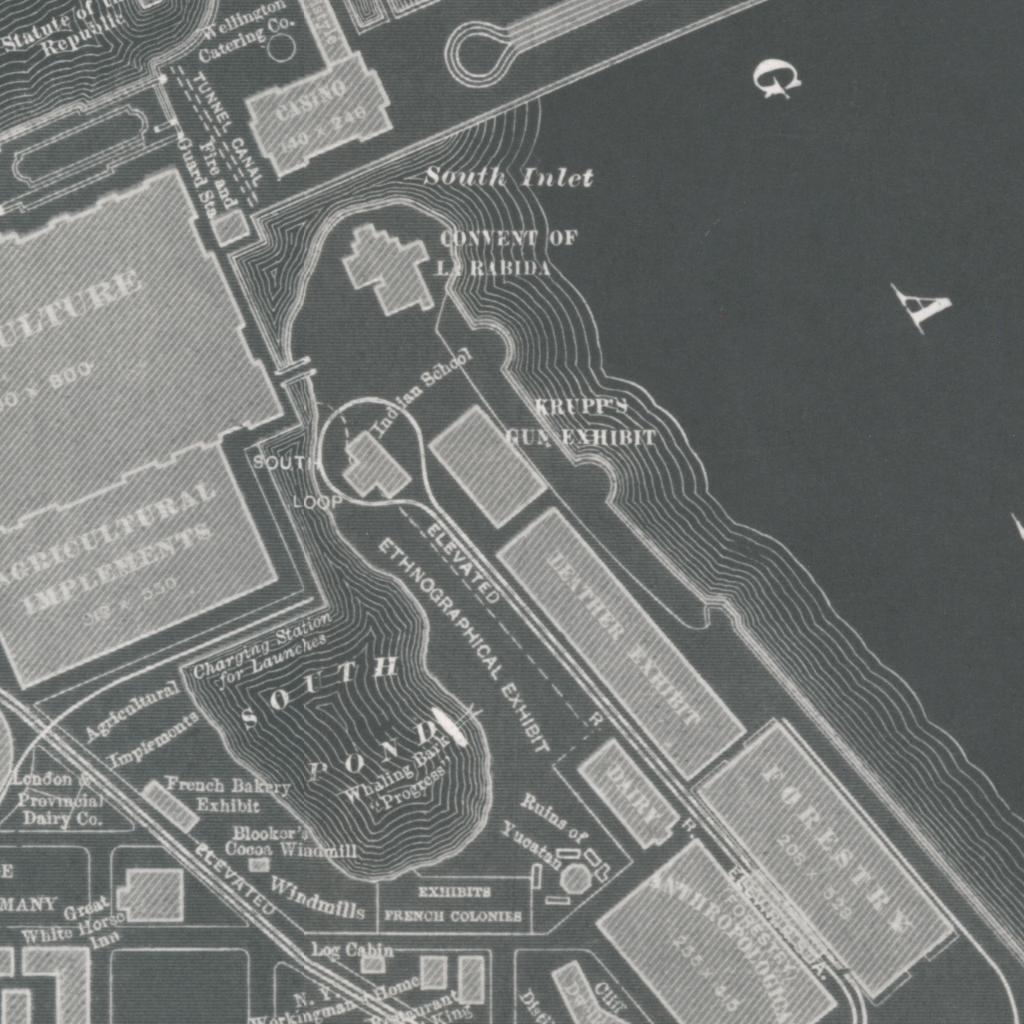 Statute of the
Republic
Wellington
Catering Co.
TUNNEL CANAL
Fire and
Guard Sta.
CASINO
140 X 246
G
South Inlet
CONVENT OF
LA RABIDA
A
ULTURE
00 X 800
Indian School
KRUPP'S
GUN EXHIBIT
SOUTH
LOOP
AGRICULTURAL
IMPLEMENTS
ELEVATED
R.
R.
ETHNOGRAPHICAL EXHIBIT
LEATHER EXHIBIT
Charging Station
for Launches
SOUTH
POND
Whaling Bark
"Progress"
Agricultural
Implements
London &
Provincial
Dairy Co.
French Bakery
Exhibit
Blooker's
Cocoa Windmill
ELEVATED
Windmills
DAIRY
Ruins of
Yucatan
FORESTRY
208 X 528
EXHIBITS
FRENCH COLONIES
MANY
Great
White Horse
Inn
Log Cabin
N. Y.
Workingman's Home
Restaurant
King
Cliff